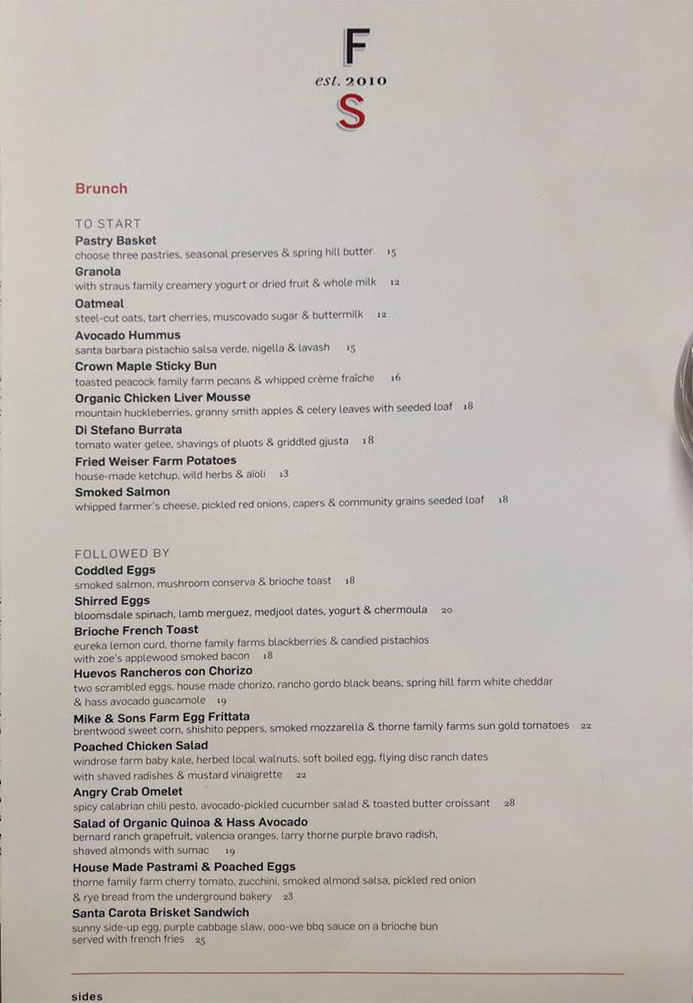 F
est. 2010
S
Brunch
TO START
Pastry Basket
choose three pastries, seasonal preserves & spring hill butter 15
Granola
with straus family creamery yogurt or dried fruit & whole milk 12
Oatmeal
steel-cut oats, tart cherries, muscovado sugar & buttermilk 12
Avocado Hummus
santa barbara pistachio salsa verde, nigella & lavash 15
Crown Maple Sticky Bun
toasted peacock family farm pecans & whipped crème fraîche 16
Organic Chicken Liver Mousse
mountain huckleberries, granny smith apples & celery leaves with seeded loaf 18
Di Stefano Burrata
tomato water gelee, shavings of pluots & griddled gjusta 18
Fried Weiser Farm Potatoes
house-made ketchup, wild herbs & aïoli 13
Smoked Salmon
whipped farmer's cheese, pickled red onions, capers & community grains seeded loaf 18
FOLLOWED BY
Coddled Eggs
smoked salmon, mushroom conserva & brioche toast 18
Shirred Eggs
bloomsdale spinach, lamb merguez, medjool dates, yogurt & chermoula 20
Brioche French Toast
eureka lemon curd, thorne family farms blackberries & candied pistachios
with zoe's applewood smoked bacon 18
Huevos Rancheros con Chorizo
two scrambled eggs, house made chorizo, rancho gordo black beans, spring hill farm white cheddar
& hass avocado guacamole 19
Mike & Sons Farm Egg Frittata
brentwood sweet corn, shishito peppers, smoked mozzarella & thorne family farms sun gold tomatoes 22
Poached Chicken Salad
windrose farm baby kale, herbed local walnuts, soft boiled egg, flying disc ranch dates
with shaved radishes & mustard vinaigrette 22
Angry Crab Omelet
spicy calabrian chili pesto, avocado-pickled cucumber salad & toasted butter croissant 28
Salad of Organic Quinoa & Hass Avocado
bernard ranch grapefruit, valencia oranges, larry thorne purple bravo radish,
shaved almonds with sumac 19
House Made Pastrami & Poached Eggs
thorne family farm cherry tomato, zucchini, smoked almond salsa, pickled red onion
& rye bread from the underground bakery 23
Santa Carota Brisket Sandwich
sunny side-up egg, purple cabbage slaw, ooo-we bbq sauce on a brioche bun
served with french fries 25
sides